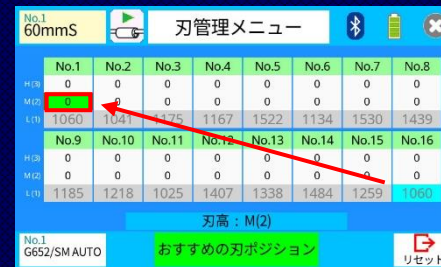 No.1
60mmS
刃管理メニュー
No.1 No.2 No.3 No.4 No.5 No.6 No.7 No.8
H(3) 0 0 0 0 0 0 0 0
M(2) 0 0 0 0 0 0 0 0
L(1) 1060 1041 1175 1167 1522 1134 1530 1439
No.9 No.10 No.11 No.12 No.13 No.14 No.15 No.16
H(3) 0 0 0 0 0 0 0 0
M(2) 0 0 0 0 0 0 0 0
L(1) 1185 1218 1025 1407 1338 1484 1259 1060
刃高:M(2)
No.1
G652/SM AUTO
おすすめの刃ポジション
リセット